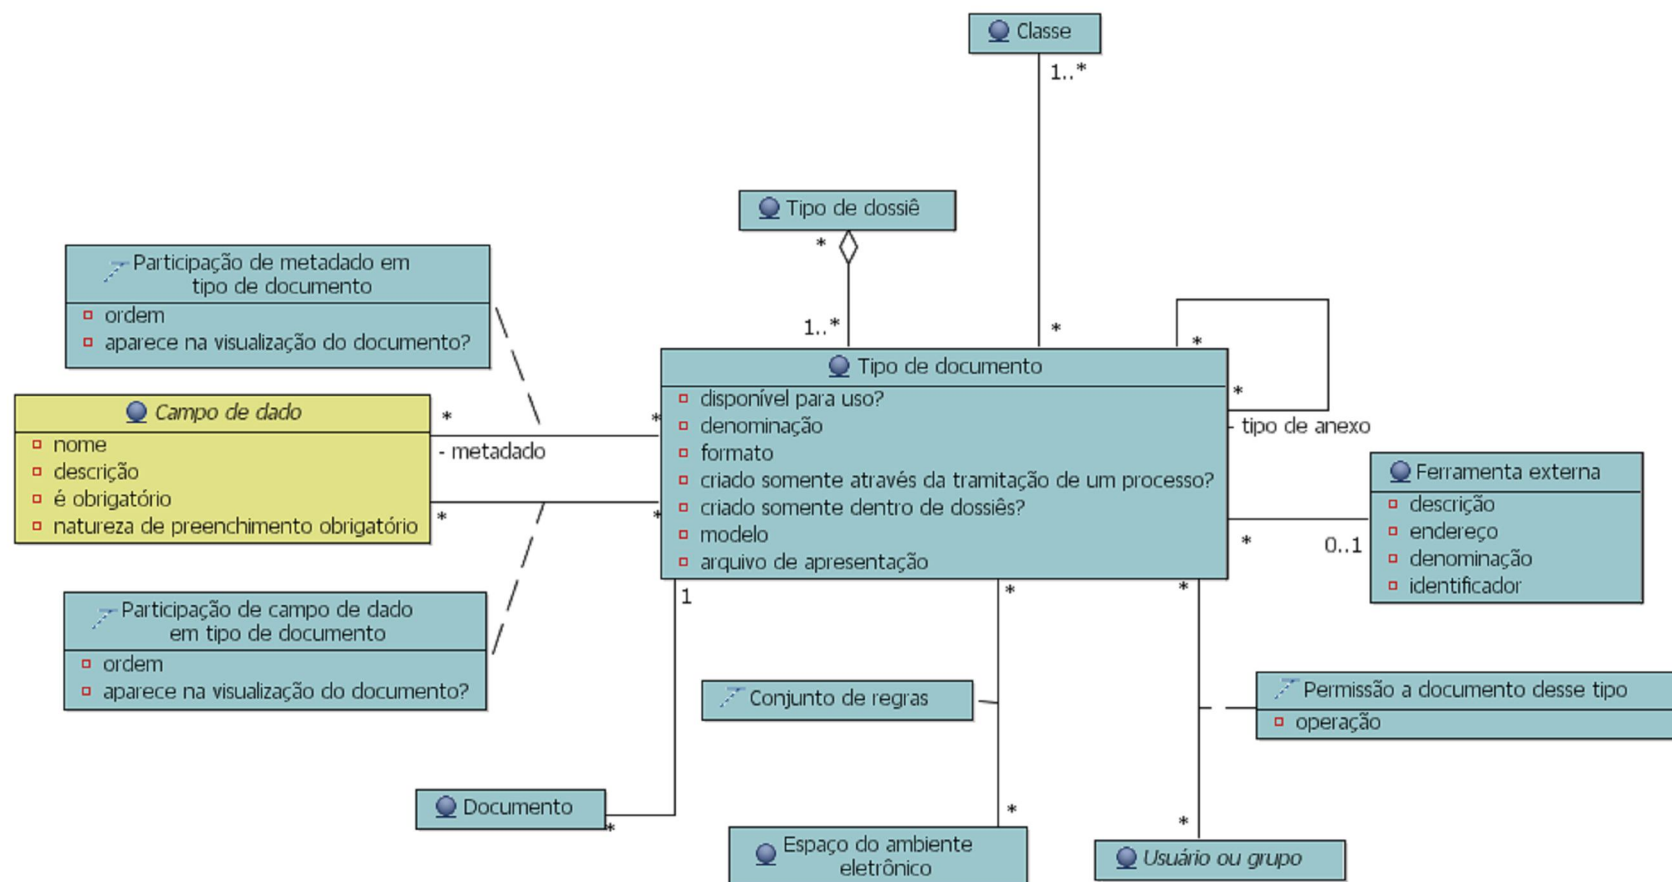 Classe
1..*
Tipo de dossiê
*
1..*
*
*
*
- tipo de anexo
Participação de metadado em
tipo de documento
ordem
aparece na visualização do documento?
Campo de dado
nome
descrição
é obrigatório
natureza de preenchimento obrigatório
*
- metadado
*
*
*
Tipo de documento
disponível para uso?
denominação
formato
criado somente através da tramitação de um processo?
criado somente dentro de dossiês?
modelo
arquivo de apresentação
Ferramenta externa
descrição
endereço
denominação
identificador
*
0..1
Participação de campo de dado
em tipo de documento
ordem
aparece na visualização do documento?
1
*
*
Conjunto de regras
Permissão a documento desse tipo
operação
Documento
*
*
*
Espaço do ambiente
eletrônico
Usuário ou grupo